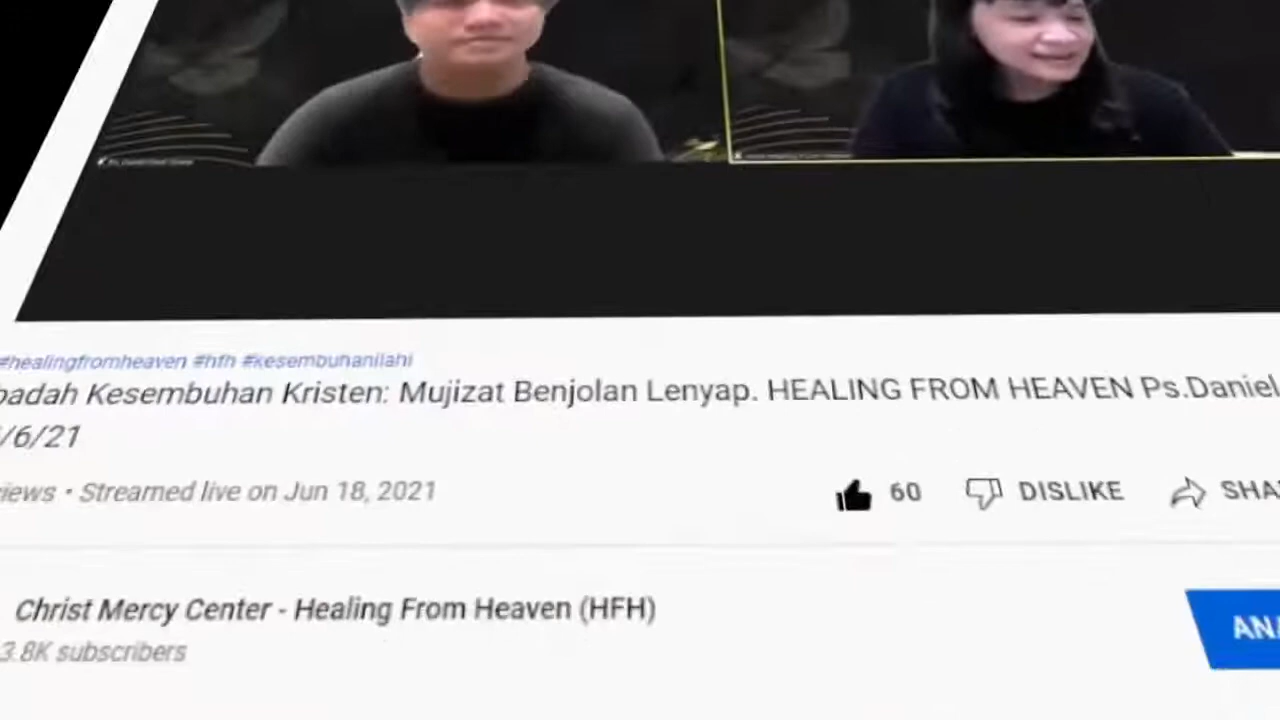 #healingfromheaven #hfh #kesembuhanilahi
badah Kesembuhan Kristen: Mujizat Benjolan Lenyap. HEALING FROM HEAVEN Ps.Daniel
/6/21
iews • Streamed live on Jun 18, 2021
60 DISLIKE SHA
Christ Mercy Center - Healing From Heaven (HFH)
3.8K subscribers
ANA